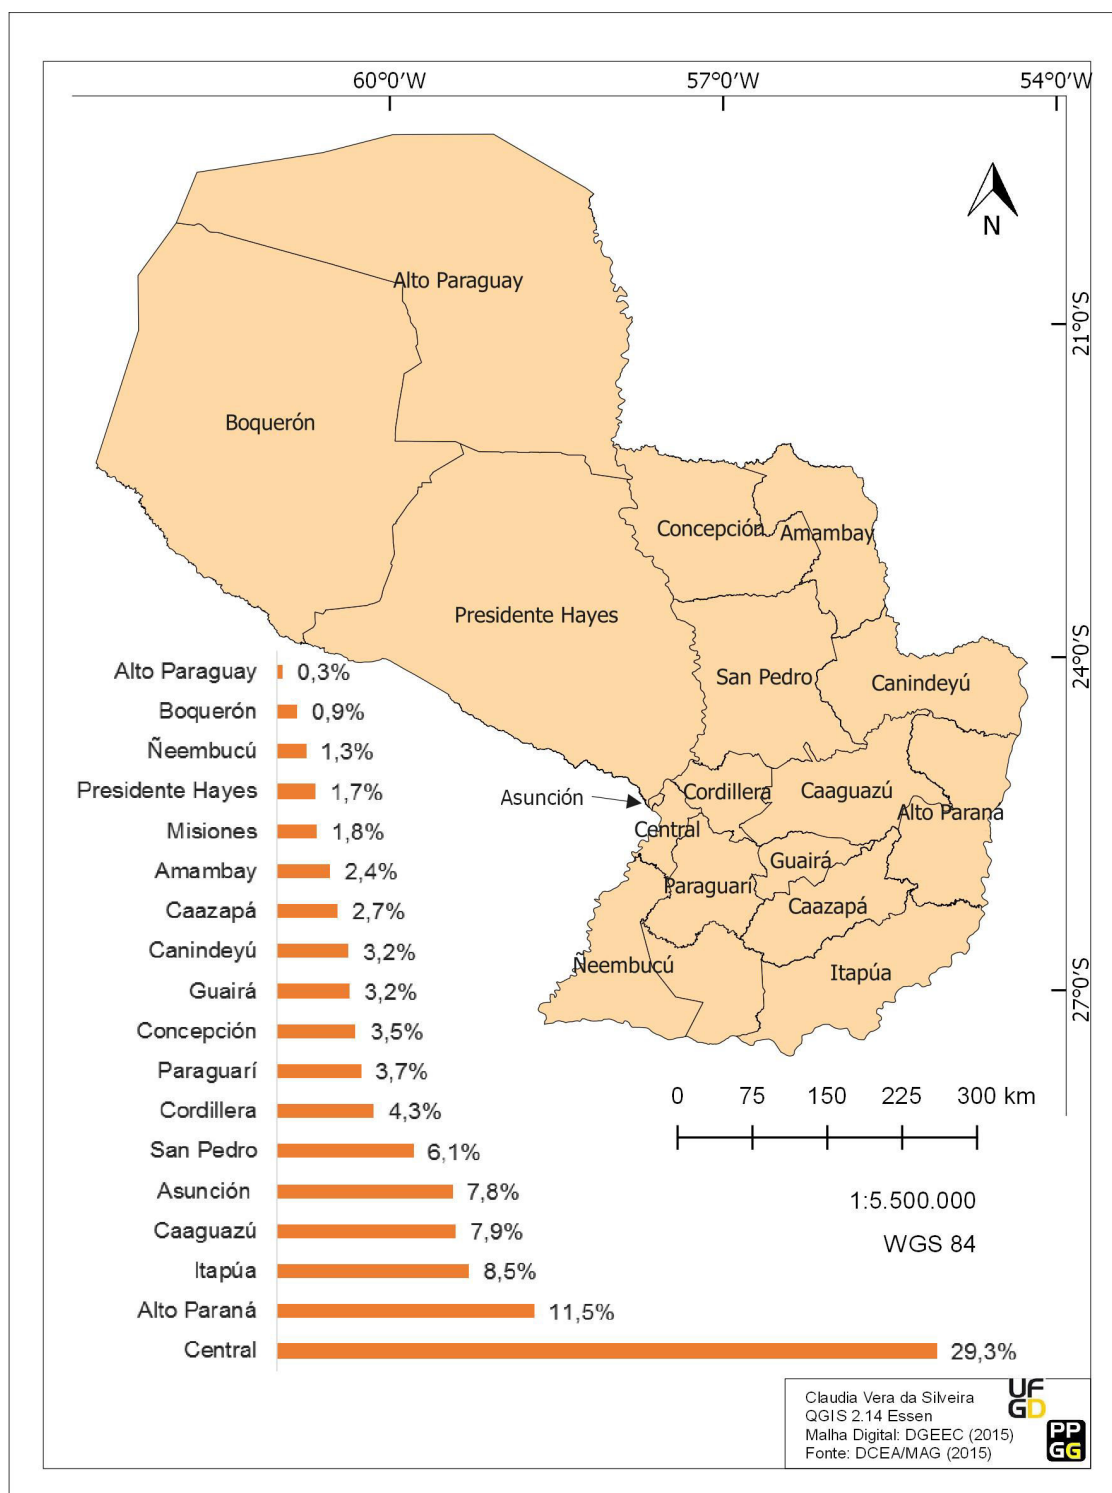 60°0'W 57°0'W 54°0'W
N
Alto Paraguay
21°0'S
Boquerón
Concepción
Amambay
Presidente Hayes
24°0'S
San Pedro
Canindeyú
Cordillera
Caaguazú
Asunción
Alto Paraná
Central
Guairá
Paraguarí
Caazapá
Ñeembucú
Itapúa
27°0'S
Alto Paraguay 0,3%
Boquerón 0,9%
Ñeembucú 1,3%
Presidente Hayes 1,7%
Misiones 1,8%
Amambay 2,4%
Caazapá 2,7%
Canindeyú 3,2%
Guairá 3,2%
Concepción 3,5%
Paraguarí 3,7%
Cordillera 4,3%
San Pedro 6,1%
Asunción 7,8%
Caaguazú 7,9%
Itapúa 8,5%
Alto Paraná 11,5%
Central 29,3%
0 75 150 225 300 km
1:5.500.000
WGS 84
Claudia Vera da Silveira
QGIS 2.14 Essen
Malha Digital: DGEEC (2015)
Fonte: DCEA/MAG (2015)
UF
GD
PP
GG